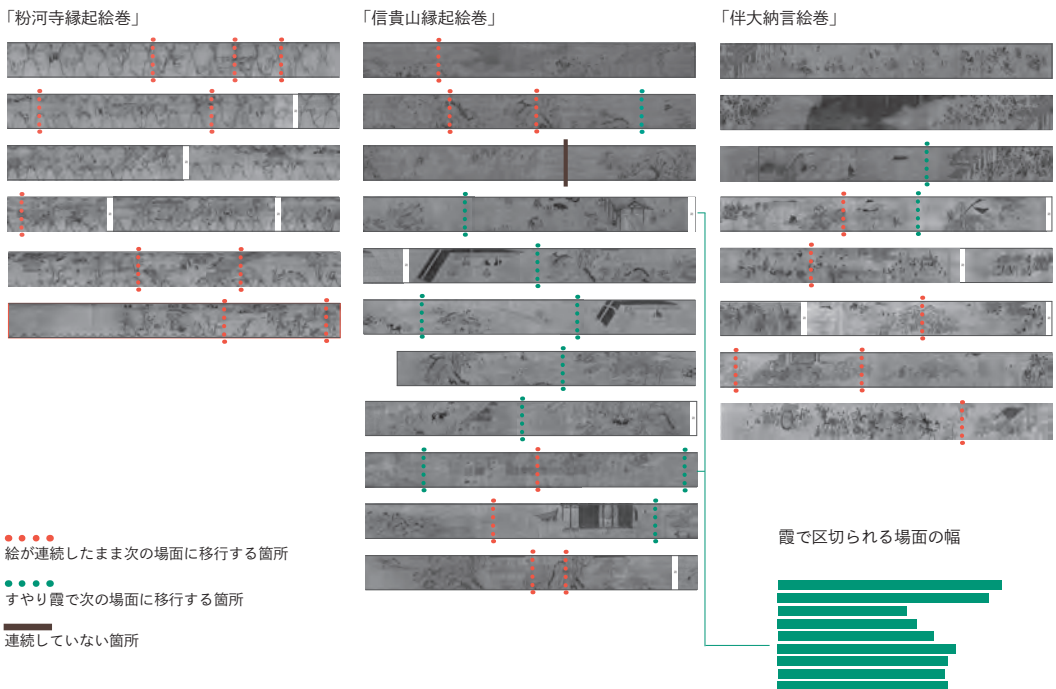 「粉河寺縁起絵巻」
「信貴山縁起絵巻」
「伴大納言絵巻」
絵が連続したまま次の場面に移行する箇所
すやり霞で次の場面に移行する箇所
連続していない箇所
霞で区切られる場面の幅